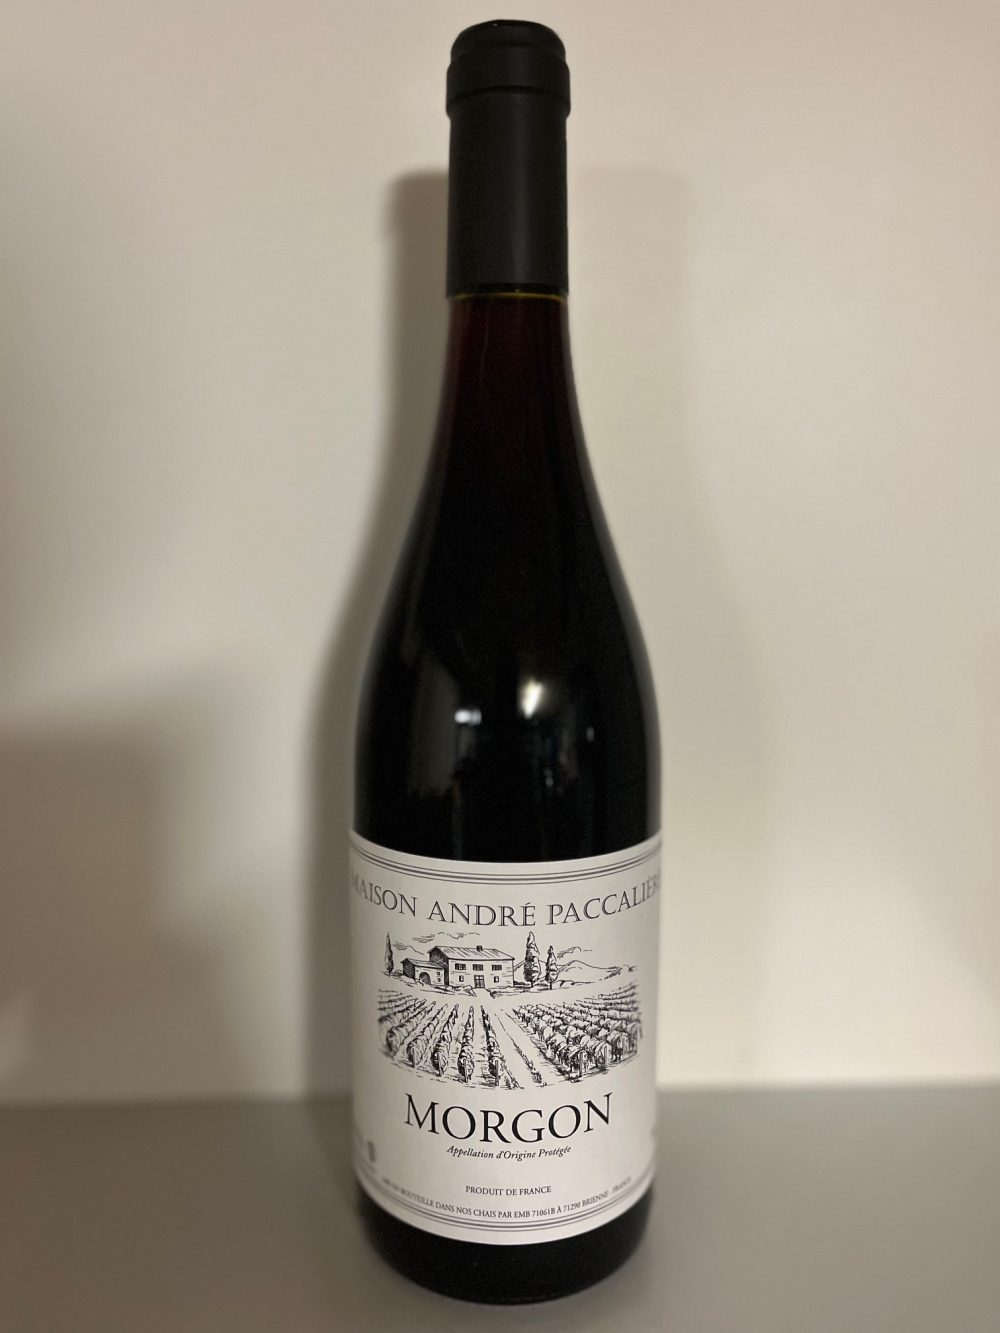 MAISON ANDRÉ PACCALIÈR
MORGON
Appellation d'Origine Protégée
PRODUIT DE FRANCE
MIS EN BOUTEILLE DANS NOS CHAIS PAR EMB 71061B À 71290 BRIENNE - FRANCE